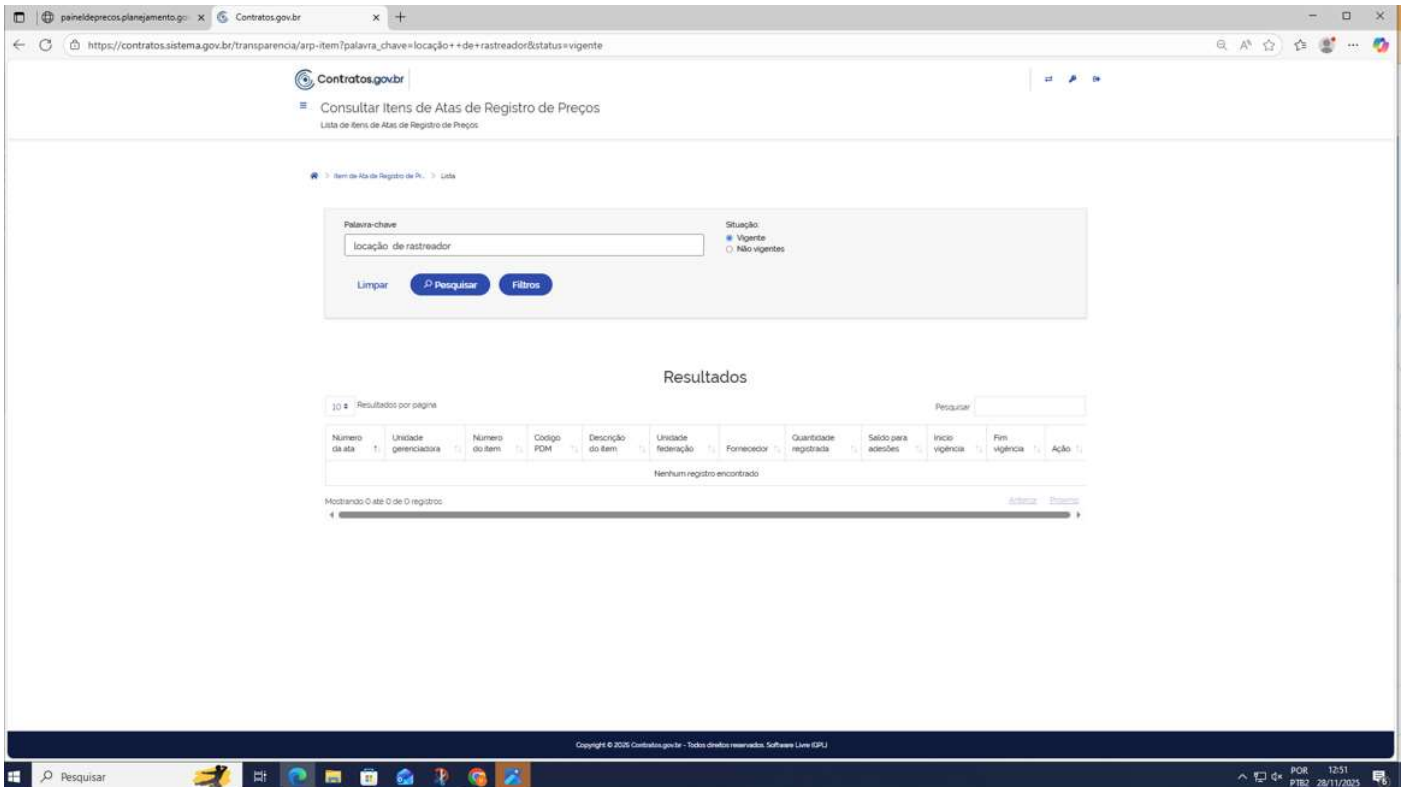 paineldeprecos.planejamento.go
Contratos.gov.br
https://contratos.sistema.gov.br/transparencia/arp-item?palavra_chave=locação++de+rastreador&status=vigente
Contratos.gov.br
Consultar Itens de Atas de Registro de Preços
Lista de itens de Atas de Registro de Preços
Item de Ata de Registro de Pr... > Lista
Palavra-chave
Situação:
locação  de rastreador
Vigente
Não vigentes
Limpar Pesquisar Filtros
Resultados
10 Resultados por página Pesquisar
Número da ata Unidade gerenciadora Número do item Código PDM Descrição do item Unidade federação Fornecedor Quantidade registrada Saldo para adesões Início vigência Fim vigência Ação
Nenhum registro encontrado
Mostrando 0 até 0 de 0 registros Anterior Próximo
Copyright © 2025 Contratos.gov.br - Todos direitos reservados. Software Livre (GPL)
Pesquisar
POR 12:51
PTB2 28/11/2025